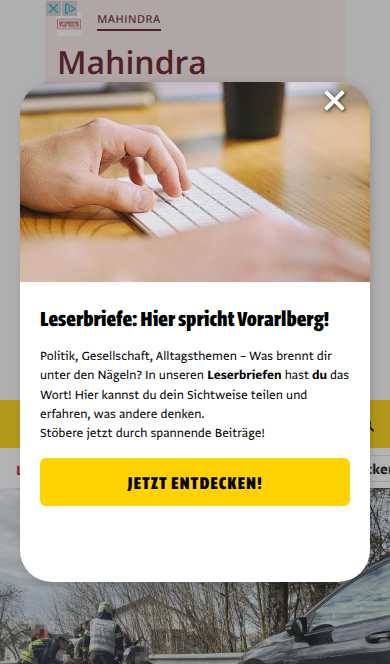 MAHINDRA
Mahindra
Leserbriefe: Hier spricht Vorarlberg!
Politik, Gesellschaft, Alltagsthemen – Was brennt dir
unter den Nägeln? In unseren Leserbriefen hast du das
Wort! Hier kannst du dein Sichtweise teilen und
erfahren, was andere denken.
Stöbere jetzt durch spannende Beiträge!
JETZT ENTDECKEN!